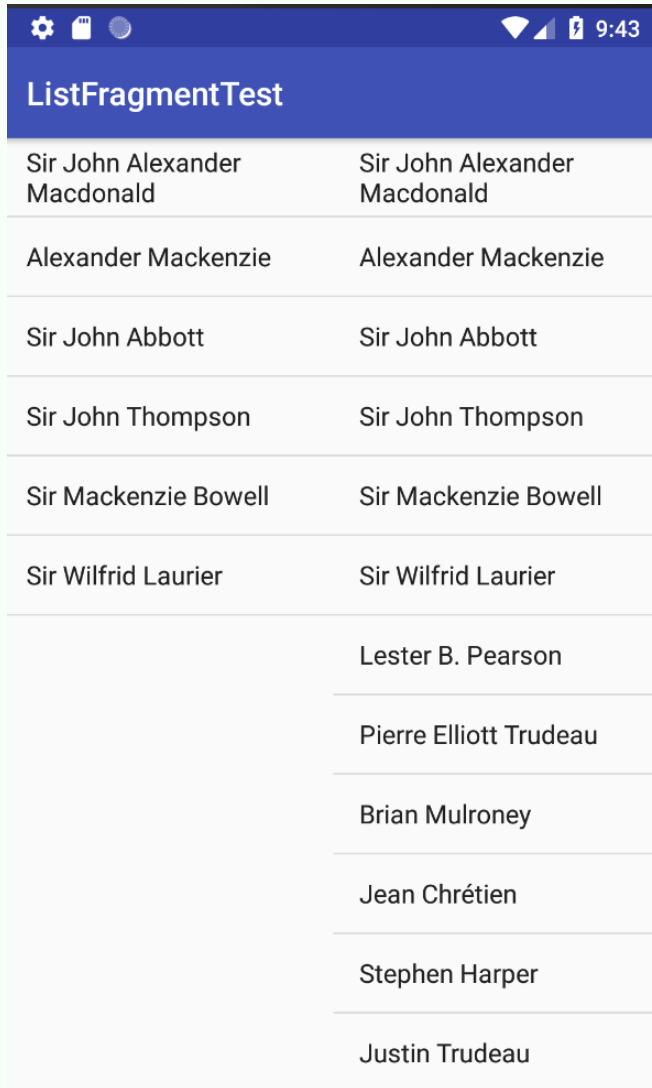 9:43
ListFragmentTest
Sir John Alexander
Macdonald
Alexander Mackenzie
Sir John Abbott
Sir John Thompson
Sir Mackenzie Bowell
Sir Wilfrid Laurier
Sir John Alexander
Macdonald
Alexander Mackenzie
Sir John Abbott
Sir John Thompson
Sir Mackenzie Bowell
Sir Wilfrid Laurier
Lester B. Pearson
Pierre Elliott Trudeau
Brian Mulroney
Jean Chrétien
Stephen Harper
Justin Trudeau